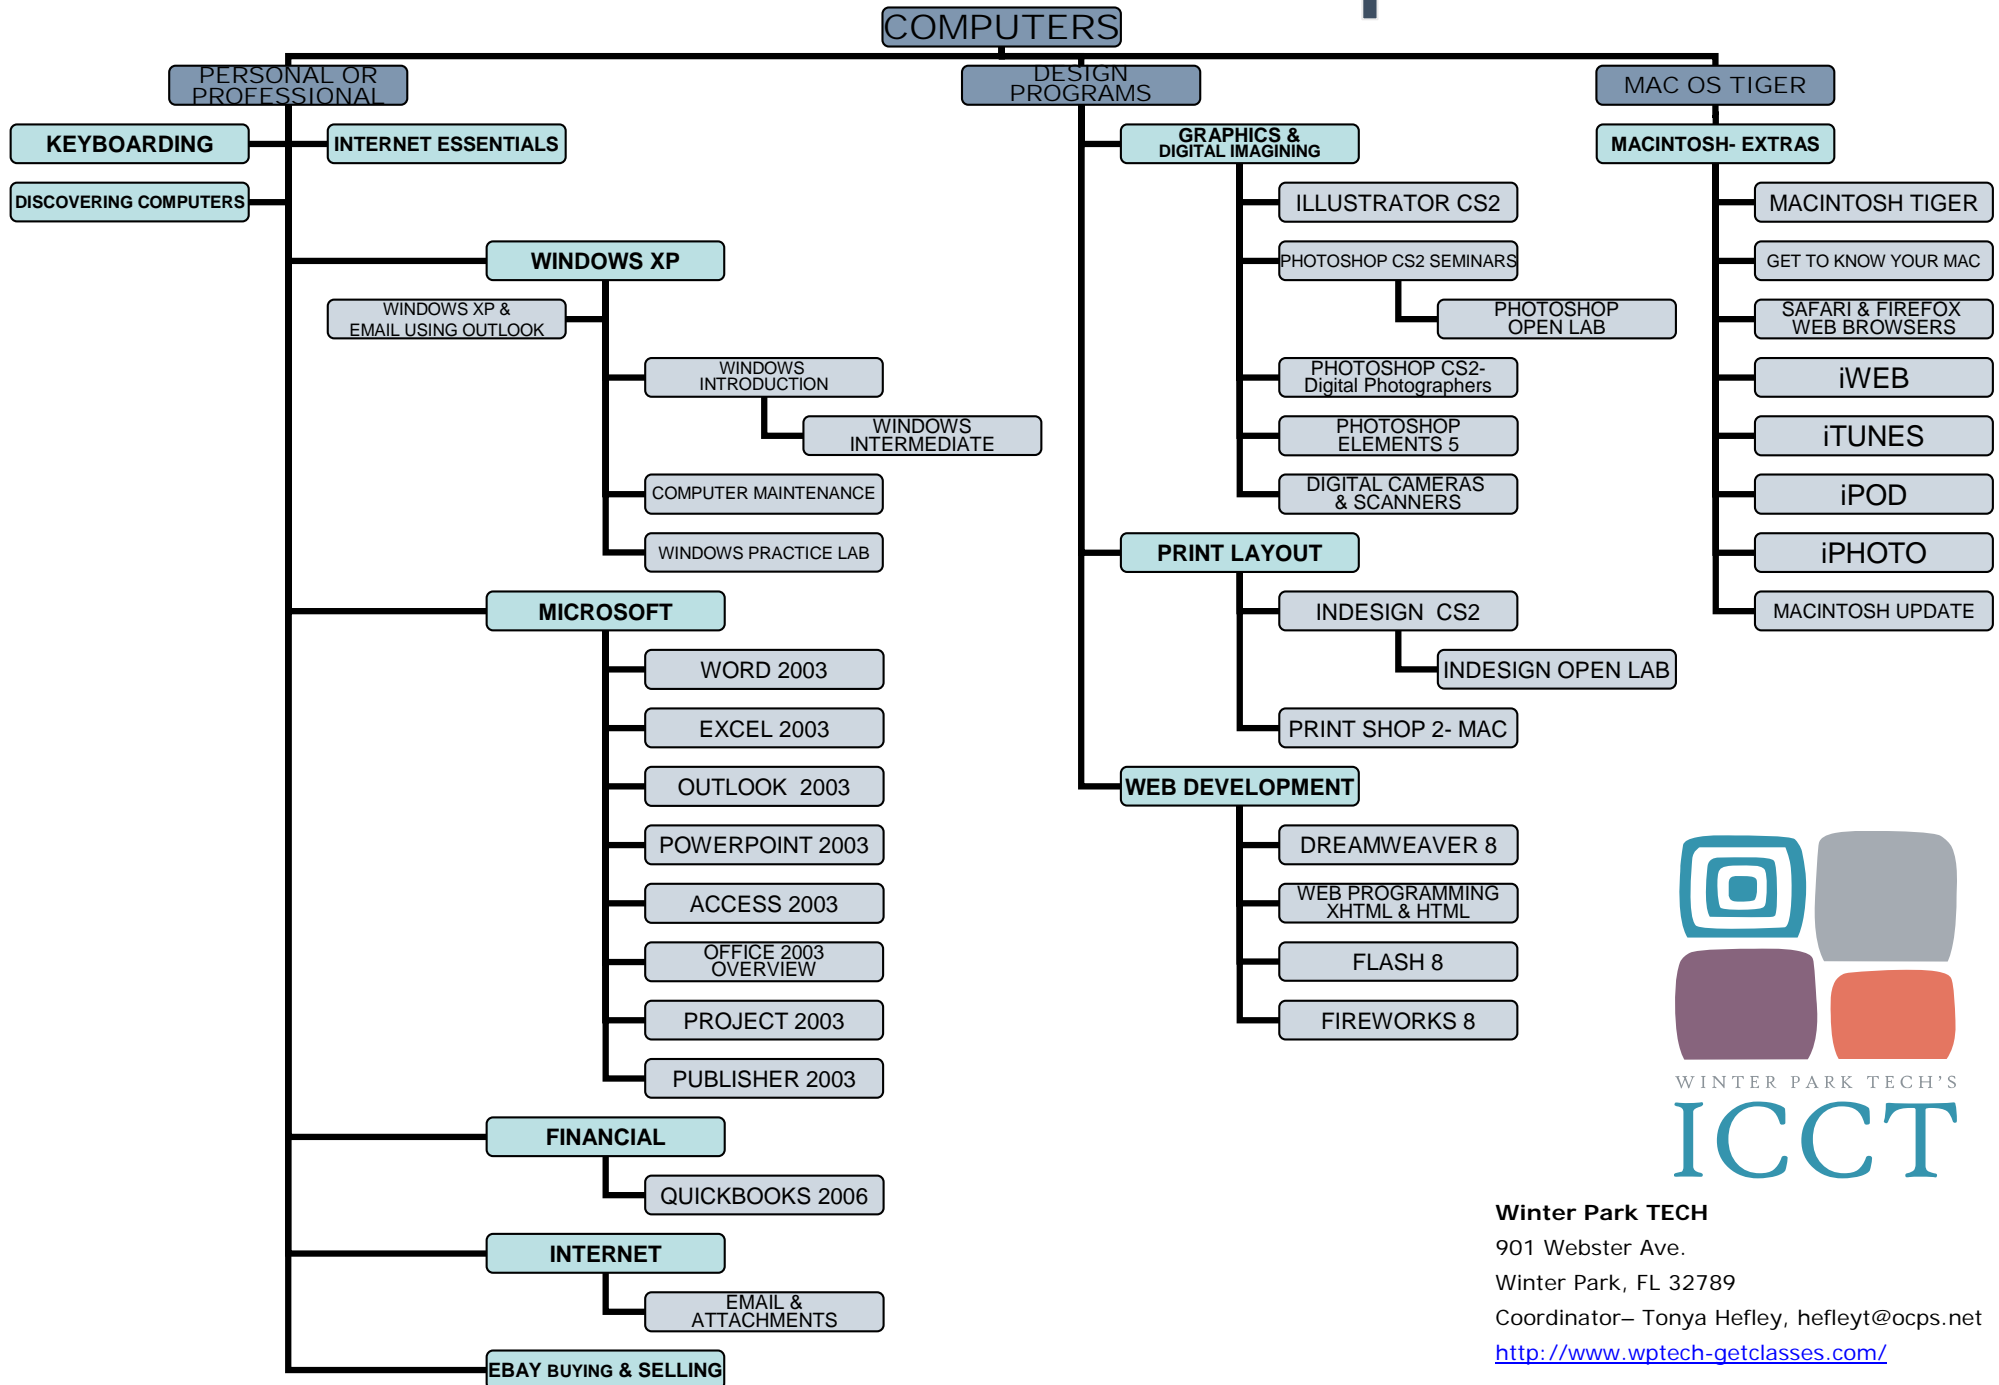 COMPUTERS
PERSONAL OR
PROFESSIONAL
KEYBOARDING
INTERNET ESSENTIALS
DISCOVERING COMPUTERS
WINDOWS XP
WINDOWS XP &
EMAIL USING OUTLOOK
WINDOWS
INTRODUCTION
WINDOWS
INTERMEDIATE
COMPUTER MAINTENANCE
WINDOWS PRACTICE LAB
MICROSOFT
WORD 2003
EXCEL 2003
OUTLOOK 2003
POWERPOINT 2003
ACCESS 2003
OFFICE 2003
OVERVIEW
PROJECT 2003
PUBLISHER 2003
FINANCIAL
QUICKBOOKS 2006
INTERNET
EMAIL &
ATTACHMENTS
EBAY BUYING & SELLING
DESIGN
PROGRAMS
GRAPHICS &
DIGITAL IMAGINING
ILLUSTRATOR CS2
PHOTOSHOP CS2 SEMINARS
PHOTOSHOP
OPEN LAB
PHOTOSHOP CS2-
Digital Photographers
PHOTOSHOP
ELEMENTS 5
DIGITAL CAMERAS
& SCANNERS
PRINT LAYOUT
INDESIGN CS2
INDESIGN OPEN LAB
PRINT SHOP 2- MAC
WEB DEVELOPMENT
DREAMWEAVER 8
WEB PROGRAMMING
XHTML & HTML
FLASH 8
FIREWORKS 8
MAC OS TIGER
MACINTOSH- EXTRAS
MACINTOSH TIGER
GET TO KNOW YOUR MAC
SAFARI & FIREFOX
WEB BROWSERS
iWEB
iTUNES
iPOD
iPHOTO
MACINTOSH UPDATE
WINTER PARK TECH'S
ICCT
Winter Park TECH
901 Webster Ave.
Winter Park, FL 32789
Coordinator– Tonya Hefley, hefleyt@ocps.net
http://www.wptech-getclasses.com/